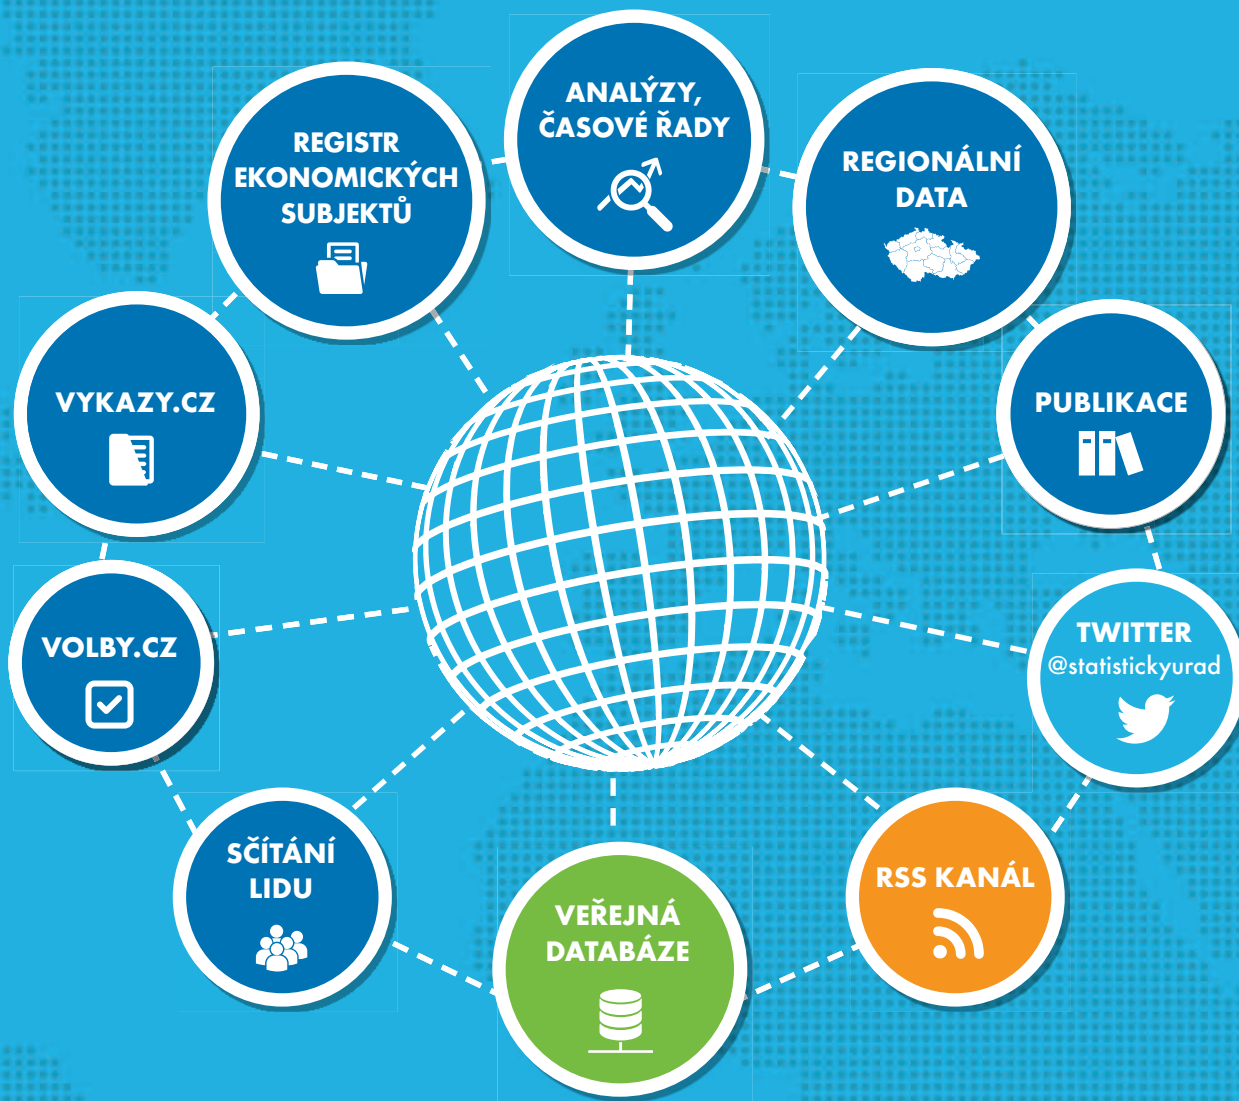 ANALÝZY,
ČASOVÉ ŘADY
REGISTR
EKONOMICKÝCH
SUBJEKTŮ
REGIONÁLNÍ
DATA
VYKAZY.CZ
PUBLIKACE
VOLBY.CZ
TWITTER
@statistickyurad
SČÍTÁNÍ
LIDU
VEŘEJNÁ
DATABÁZE
RSS KANÁL